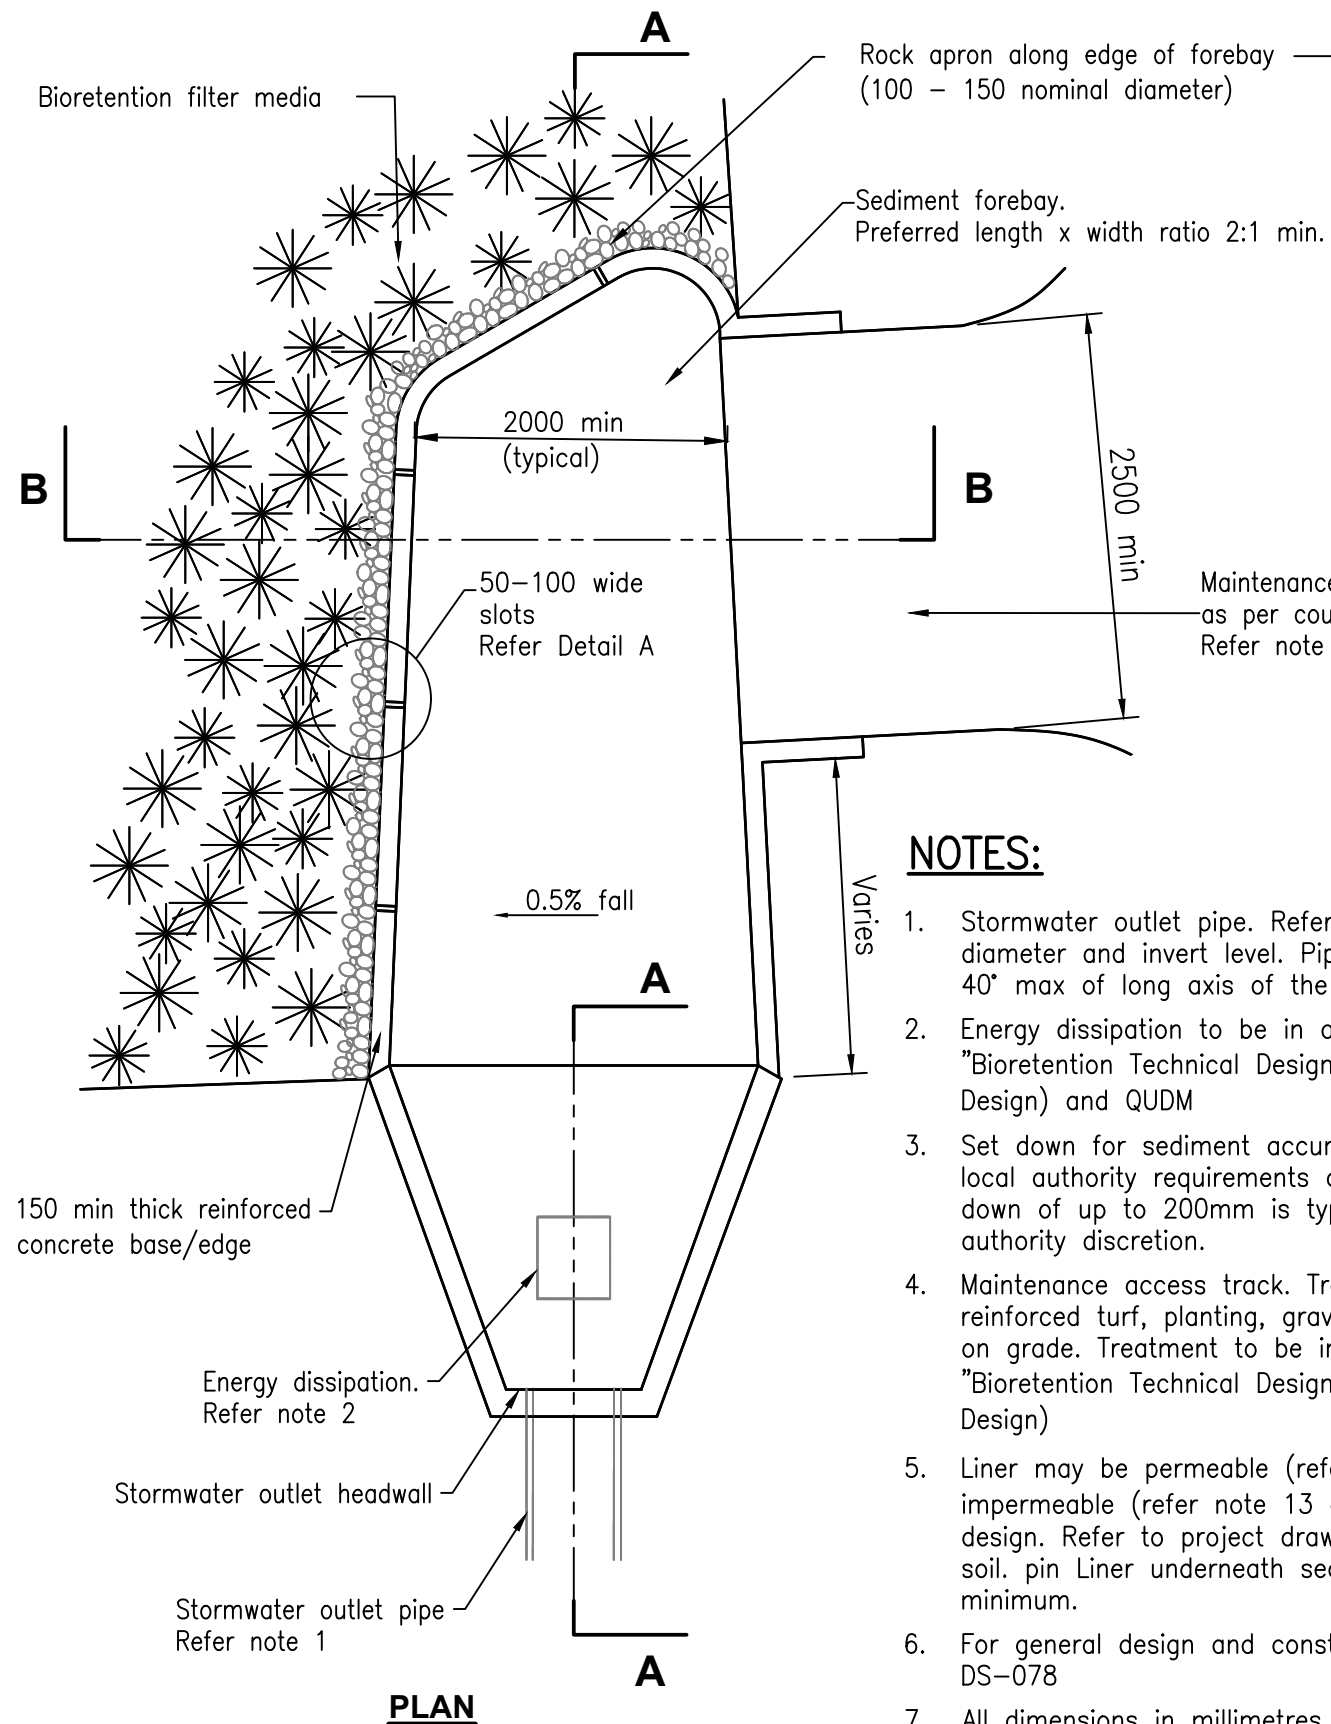 A
Rock apron along edge of forebay
(100 – 150 nominal diameter)
Bioretention filter media
Sediment forebay.
Preferred length x width ratio 2:1 min.
2000 min
(typical)
2500 min
B
B
50–100 wide
slots
Refer Detail A
Maintenance
as per cou
Refer note
0.5% fall
Varies
A
150 min thick reinforced
concrete base/edge
Energy dissipation.
Refer note 2
Stormwater outlet headwall
Stormwater outlet pipe
Refer note 1
A
PLAN
NOTES:
1. Stormwater outlet pipe. Refer
diameter and invert level. Pip
40° max of long axis of the
2. Energy dissipation to be in a
"Bioretention Technical Design
Design) and QUDM
3. Set down for sediment accur
local authority requirements
down of up to 200mm is typ
authority discretion.
4. Maintenance access track. Tr
reinforced turf, planting, grav
on grade. Treatment to be in
"Bioretention Technical Design
Design)
5. Liner may be permeable (refe
impermeable (refer note 13
design. Refer to project draw
soil. pin Liner underneath sed
minimum.
6. For general design and const
DS–078
7. All dimensions in millimetres